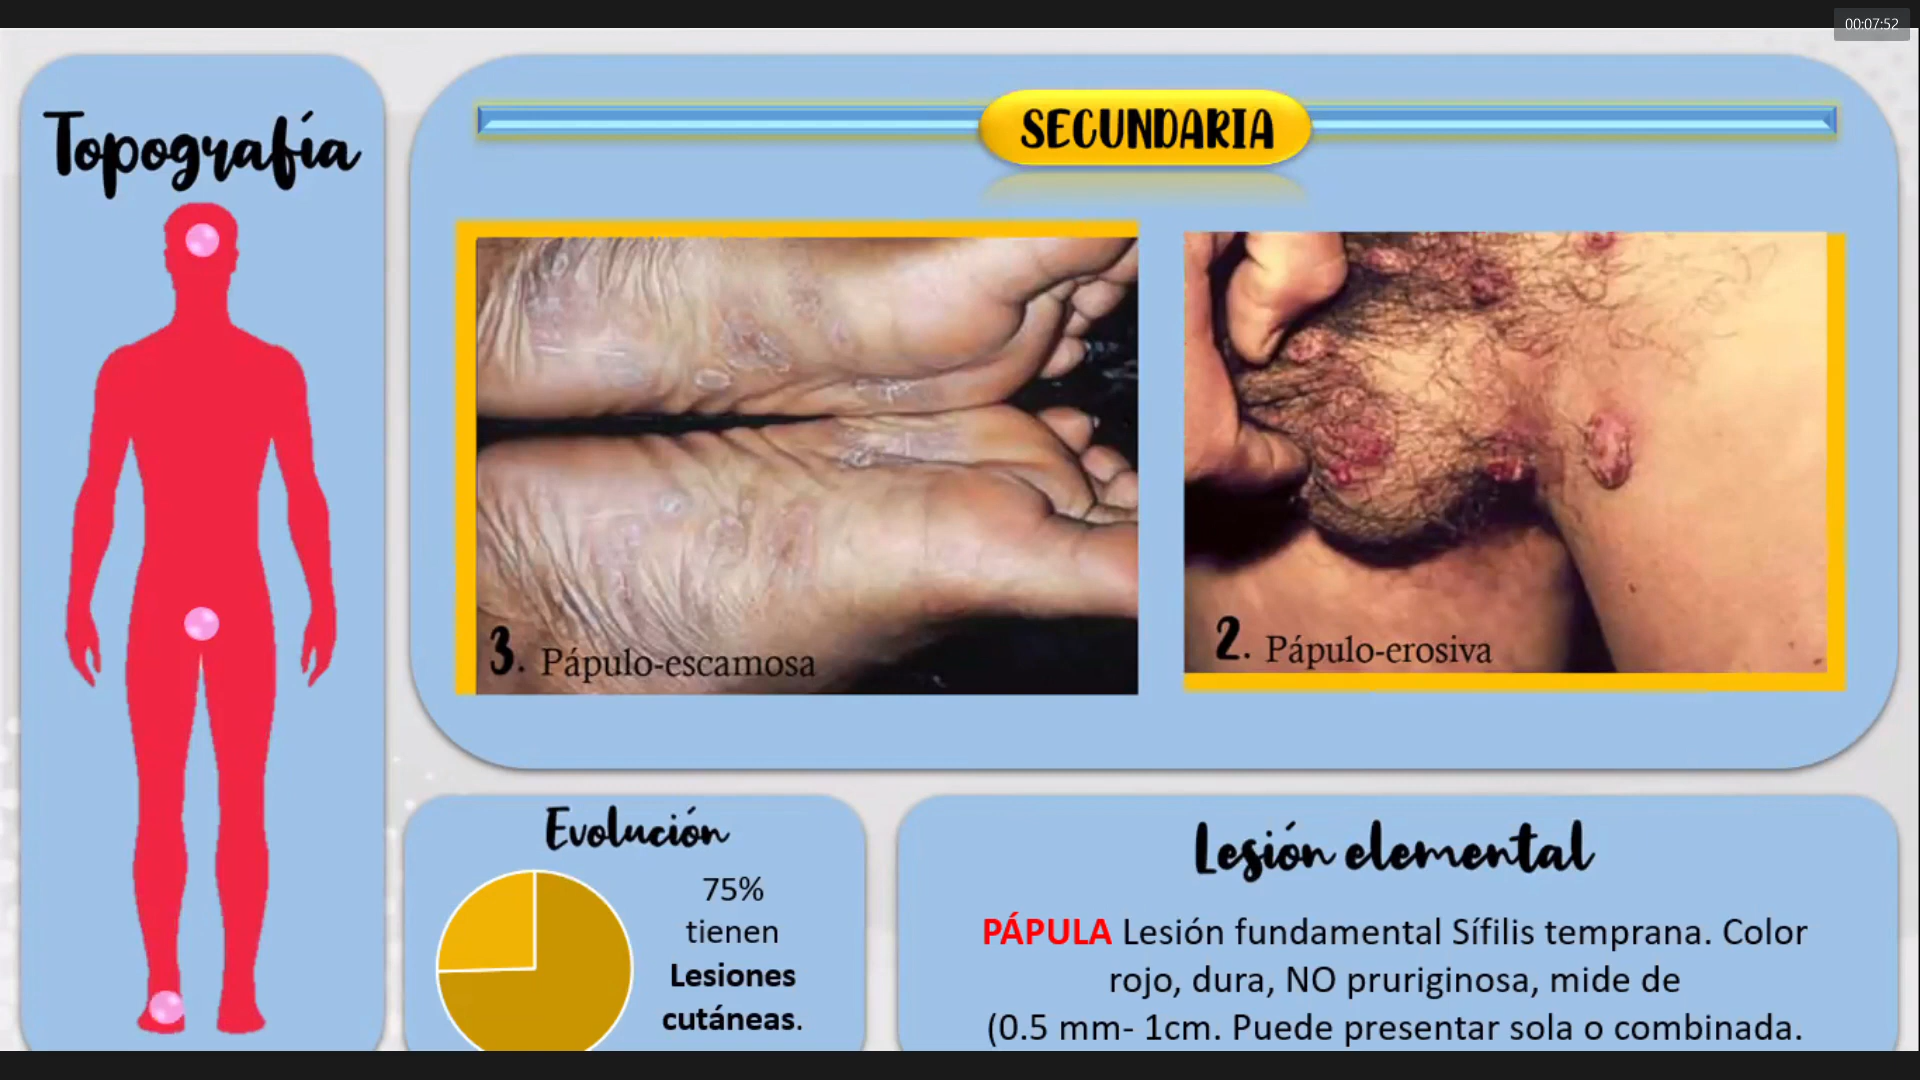 00:07:52
Topografía
SECUNDARIA
3. Pápulo-escamosa
2. Pápulo-erosiva
Evolución
75%
tienen
Lesiones
cutáneas.
Lesión elemental
PÁPULA Lesión fundamental Sífilis temprana. Color
rojo, dura, NO pruriginosa, mide de
(0.5 mm- 1cm. Puede presentar sola o combinada.